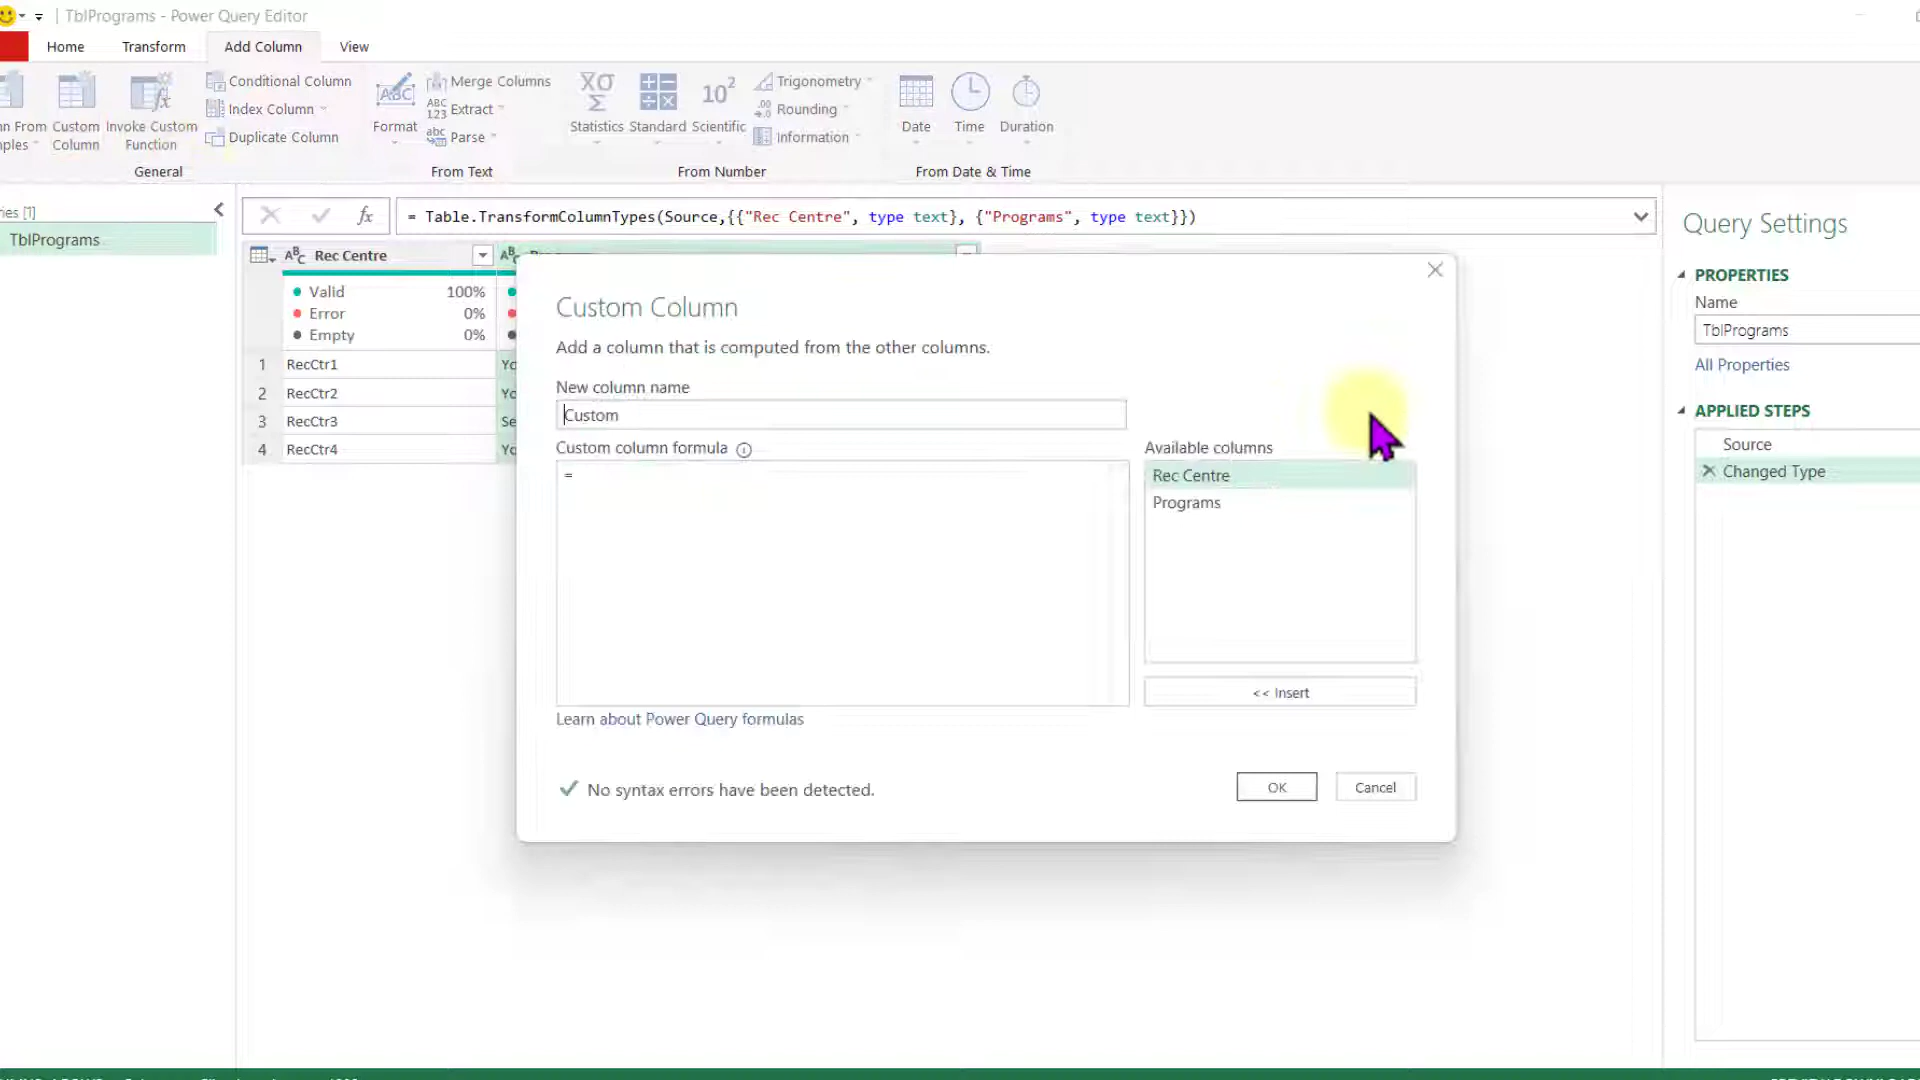 TblPrograms - Power Query Editor
Home Transform Add Column View
Conditional Column
Index Column
Duplicate Column
Custom Column
Invoke Custom Function
General
Format
Merge Columns
Extract
Parse
From Text
Statistics Standard Scientific
Trigonometry
Rounding
Information
From Number
Date Time Duration
From Date & Time
[1]
TblPrograms
= Table.TransformColumnTypes(Source,{{"Rec Centre", type text}, {"Programs", type text}})
Rec Centre
Valid 100%
Error 0%
Empty 0%
1 RecCtr1
2 RecCtr2
3 RecCtr3
4 RecCtr4
Custom Column
Add a column that is computed from the other columns.
New column name
Custom
Custom column formula
=
Available columns
Rec Centre
Programs
<< Insert
Learn about Power Query formulas
No syntax errors have been detected.
OK Cancel
Query Settings
PROPERTIES
Name
TblPrograms
All Properties
APPLIED STEPS
Source
Changed Type